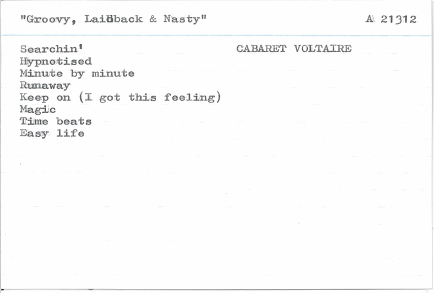 "Groovy, Laidback & Nasty" A 21312
Searchin' CABARET VOLTAIRE
Hypnotised
Minute by minute
Runaway
Keep on (I got this feeling)
Magic
Time beats
Easy life